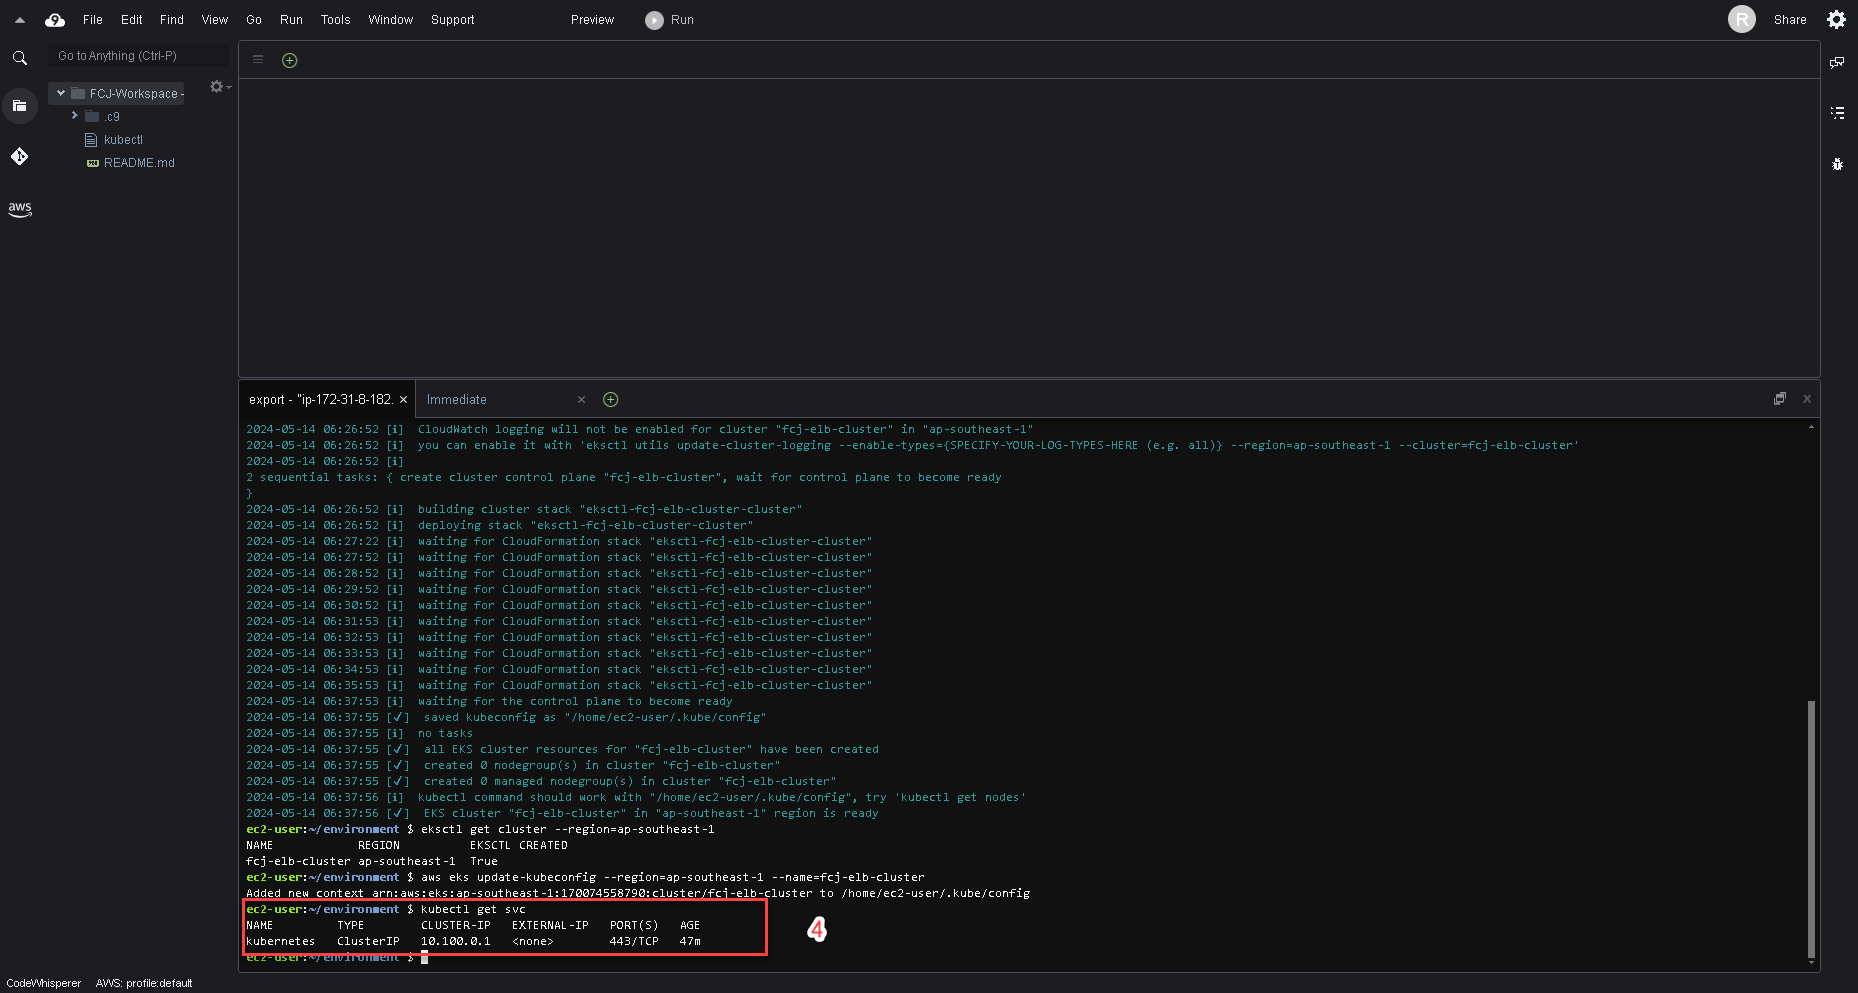 File Edit Find View Go Run Tools Window Support Preview Run R Share
Go to Anything (Ctrl-P)
FCJ-Workspace -
.c9
kubectl
README.md
aws
export - "ip-172-31-8-182. × Immediate ×
2024-05-14 06:26:52 [ℹ]  CloudWatch logging will not be enabled for cluster "fcj-elb-cluster" in "ap-southeast-1"
2024-05-14 06:26:52 [ℹ]  you can enable it with 'eksctl utils update-cluster-logging --enable-types={SPECIFY-YOUR-LOG-TYPES-HERE (e.g. all)} --region=ap-southeast-1 --cluster=fcj-elb-cluster'
2024-05-14 06:26:52 [ℹ]
2 sequential tasks: { create cluster control plane "fcj-elb-cluster", wait for control plane to become ready
}
2024-05-14 06:26:52 [ℹ]  building cluster stack "eksctl-fcj-elb-cluster-cluster"
2024-05-14 06:26:52 [ℹ]  deploying stack "eksctl-fcj-elb-cluster-cluster"
2024-05-14 06:27:22 [ℹ]  waiting for CloudFormation stack "eksctl-fcj-elb-cluster-cluster"
2024-05-14 06:27:52 [ℹ]  waiting for CloudFormation stack "eksctl-fcj-elb-cluster-cluster"
2024-05-14 06:28:52 [ℹ]  waiting for CloudFormation stack "eksctl-fcj-elb-cluster-cluster"
2024-05-14 06:29:52 [ℹ]  waiting for CloudFormation stack "eksctl-fcj-elb-cluster-cluster"
2024-05-14 06:30:52 [ℹ]  waiting for CloudFormation stack "eksctl-fcj-elb-cluster-cluster"
2024-05-14 06:31:53 [ℹ]  waiting for CloudFormation stack "eksctl-fcj-elb-cluster-cluster"
2024-05-14 06:32:53 [ℹ]  waiting for CloudFormation stack "eksctl-fcj-elb-cluster-cluster"
2024-05-14 06:33:53 [ℹ]  waiting for CloudFormation stack "eksctl-fcj-elb-cluster-cluster"
2024-05-14 06:34:53 [ℹ]  waiting for CloudFormation stack "eksctl-fcj-elb-cluster-cluster"
2024-05-14 06:35:53 [ℹ]  waiting for CloudFormation stack "eksctl-fcj-elb-cluster-cluster"
2024-05-14 06:37:53 [ℹ]  waiting for the control plane to become ready
2024-05-14 06:37:55 [✔]  saved kubeconfig as "/home/ec2-user/.kube/config"
2024-05-14 06:37:55 [ℹ]  no tasks
2024-05-14 06:37:55 [✔]  all EKS cluster resources for "fcj-elb-cluster" have been created
2024-05-14 06:37:55 [✔]  created 0 nodegroup(s) in cluster "fcj-elb-cluster"
2024-05-14 06:37:55 [✔]  created 0 managed nodegroup(s) in cluster "fcj-elb-cluster"
2024-05-14 06:37:56 [ℹ]  kubectl command should work with "/home/ec2-user/.kube/config", try 'kubectl get nodes'
2024-05-14 06:37:56 [✔]  EKS cluster "fcj-elb-cluster" in "ap-southeast-1" region is ready
ec2-user:~/environment $ eksctl get cluster --region=ap-southeast-1
NAME REGION EKSCTL CREATED
fcj-elb-cluster ap-southeast-1 True
ec2-user:~/environment $ aws eks update-kubeconfig --region=ap-southeast-1 --name=fcj-elb-cluster
Added new context arn:aws:eks:ap-southeast-1:170074558790:cluster/fcj-elb-cluster to /home/ec2-user/.kube/config
ec2-user:~/environment $ kubectl get svc
NAME TYPE CLUSTER-IP EXTERNAL-IP PORT(S) AGE
kubernetes ClusterIP 10.100.0.1 <none> 443/TCP 47m
4
ec2-user:~/environment $
CodeWhisperer AWS: profile:default